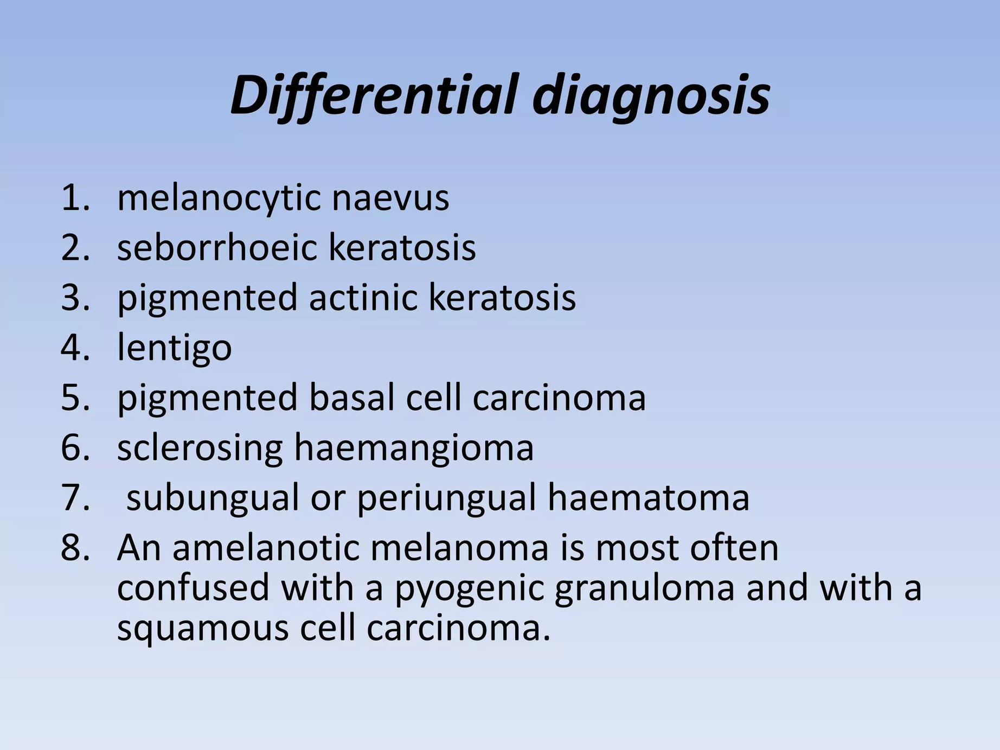 Differential diagnosis
1. melanocytic naevus
2. seborrhoeic keratosis
3. pigmented actinic keratosis
4. lentigo
5. pigmented basal cell carcinoma
6. sclerosing haemangioma
7. subungual or periungual haematoma
8. An amelanotic melanoma is most often
confused with a pyogenic granuloma and with a
squamous cell carcinoma.